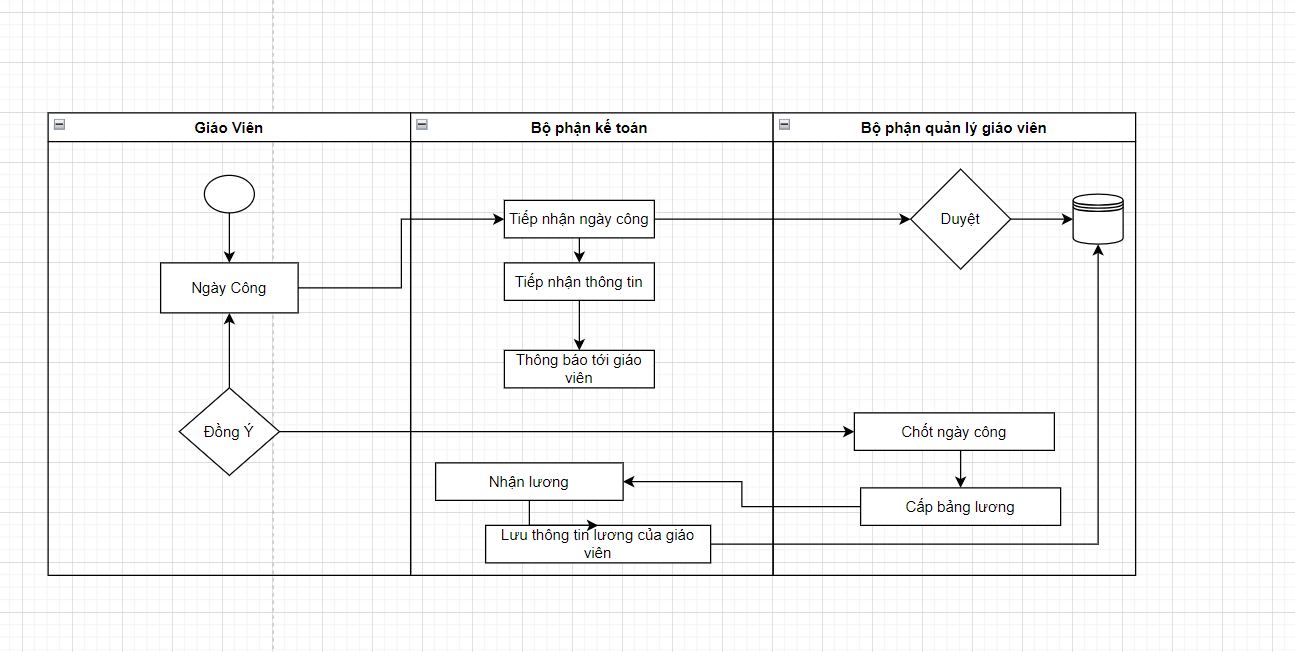 Giáo Viên
Bộ phận kế toán
Bộ phận quản lý giáo viên
Ngày Công
Đồng Ý
Tiếp nhận ngày công
Tiếp nhận thông tin
Thông báo tới giáo
viên
Nhận lương
Lưu thông tin lương của giáo
viên
Duyệt
Chốt ngày công
Cấp bảng lương